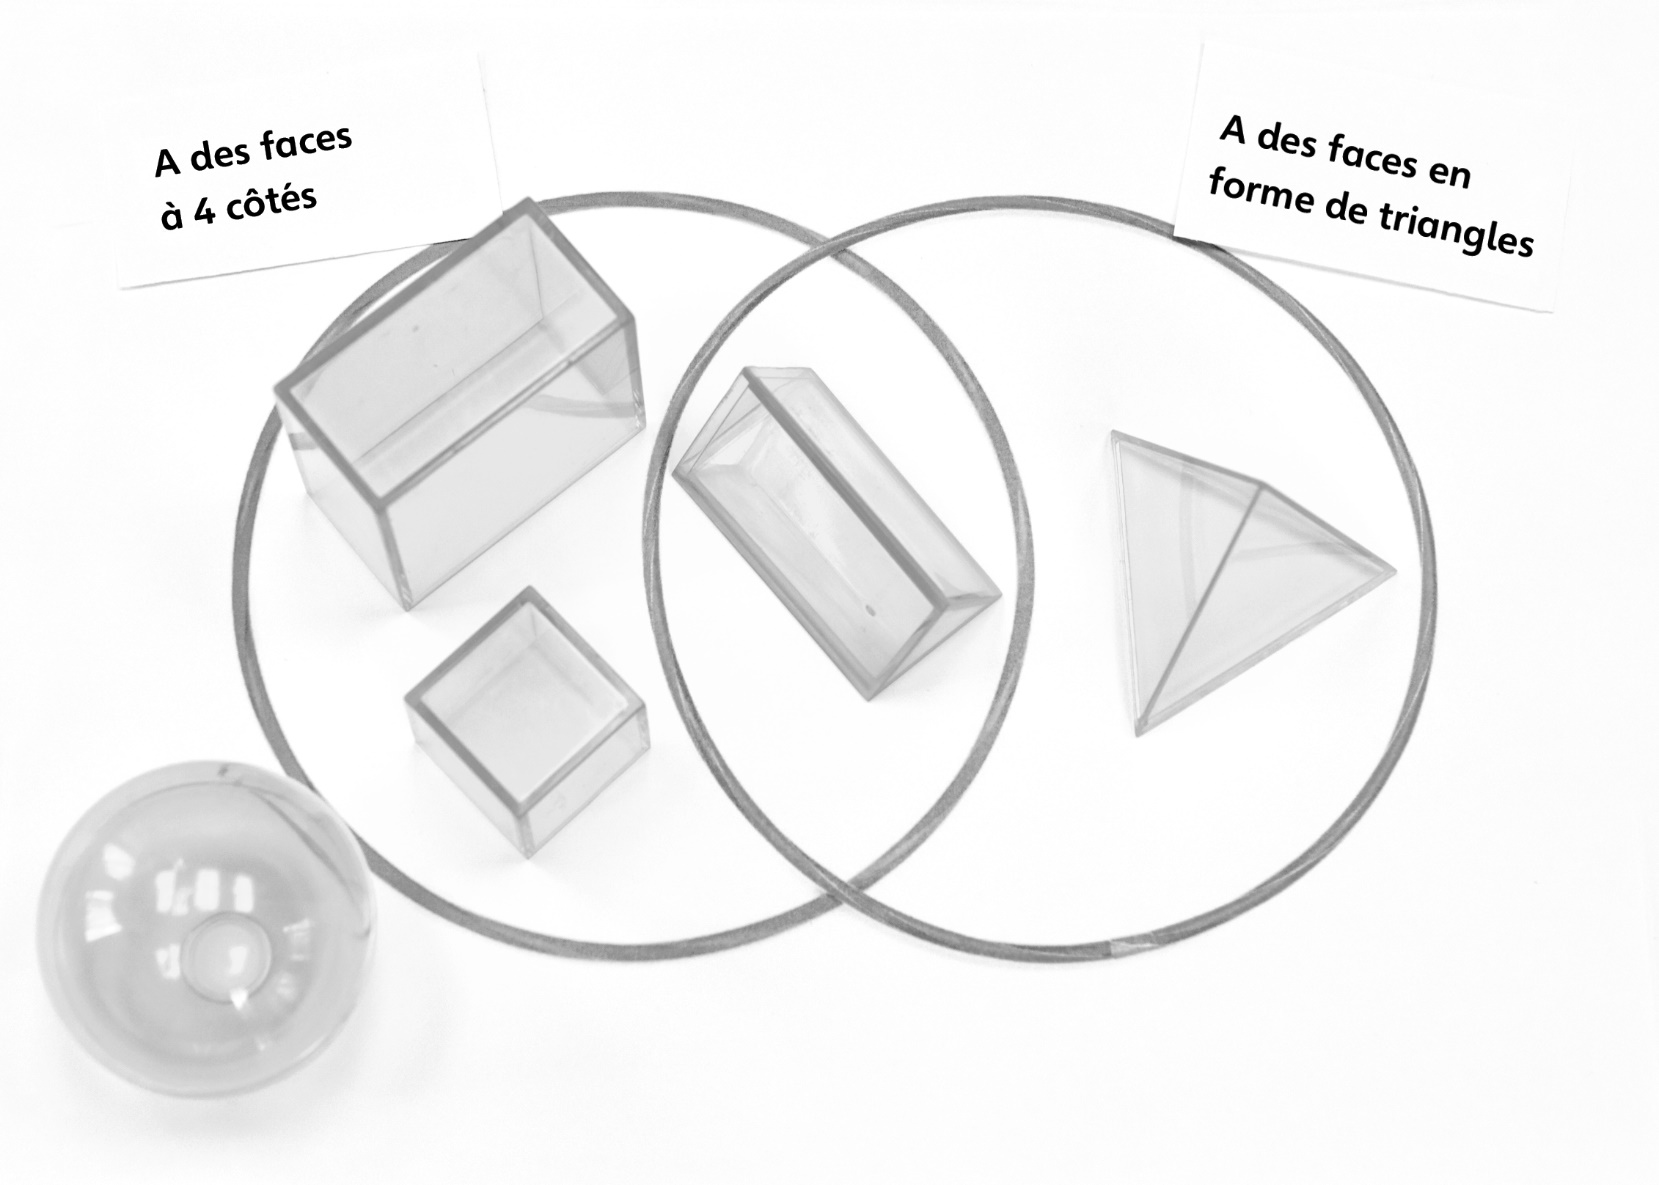 A des faces
à 4 côtés
A des faces en
forme de triangles